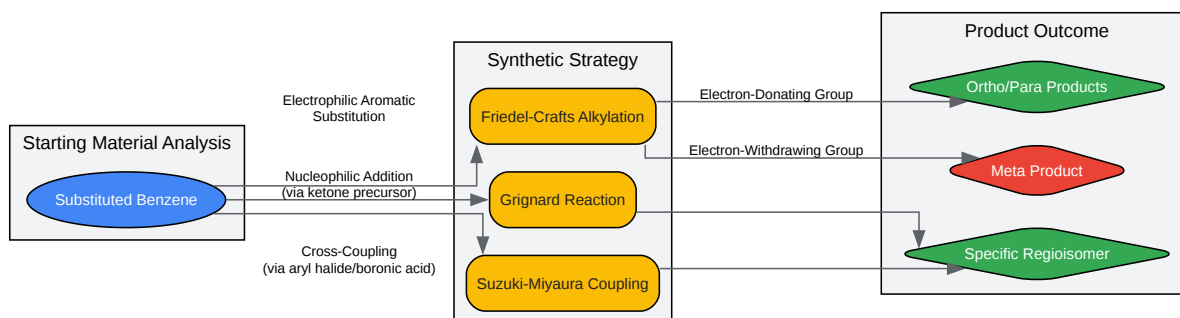 Product Outcome
Synthetic Strategy
Ortho/Para Products
Electron-Donating Group
Electrophilic Aromatic
Substitution
Friedel-Crafts Alkylation
Starting Material Analysis
Electron-Withdrawing Group
Meta Product
Nucleophilic Addition
(via ketone precursor)
Substituted Benzene
Grignard Reaction
Cross-Coupling
(via aryl halide/boronic acid)
Specific Regioisomer
Suzuki-Miyaura Coupling